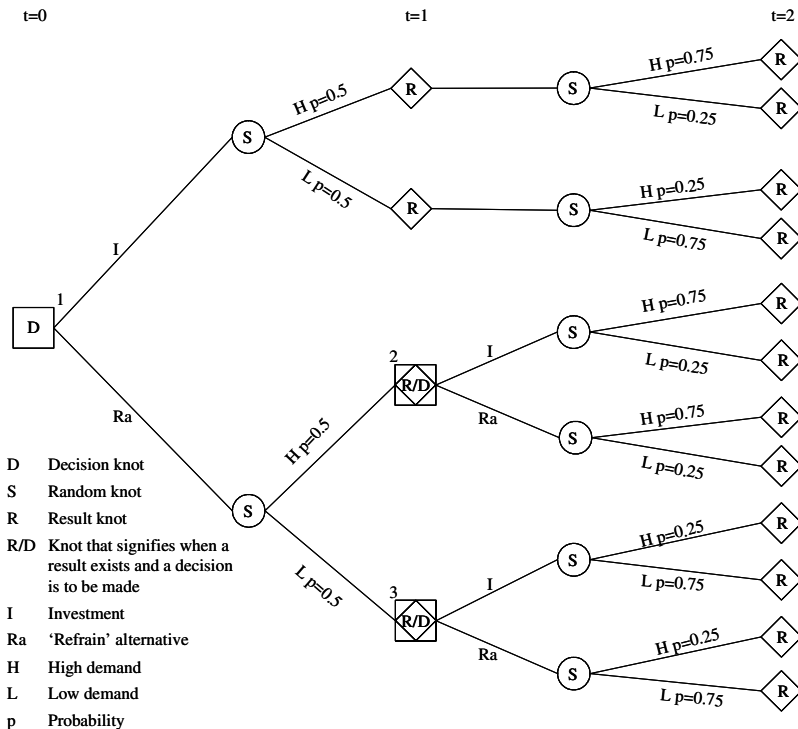 t=0 t=1 t=2
H p=0.75
R
H p=0.5 R S
L p=0.25 R
S
L p=0.5
H p=0.25 R
R S
L p=0.75 R
I
1
D
H p=0.75 R
2 I S
R/D L p=0.25 R
Ra
Ra H p=0.75 R
S
H p=0.5 L p=0.25 R
S
L p=0.5
H p=0.25 R
I S
3 L p=0.75 R
R/D
Ra H p=0.25 R
S
L p=0.75 R
D Decision knot
S Random knot
R Result knot
R/D Knot that signifies when a
result exists and a decision
is to be made
I Investment
Ra ‘Refrain’ alternative
H High demand
L Low demand
p Probability